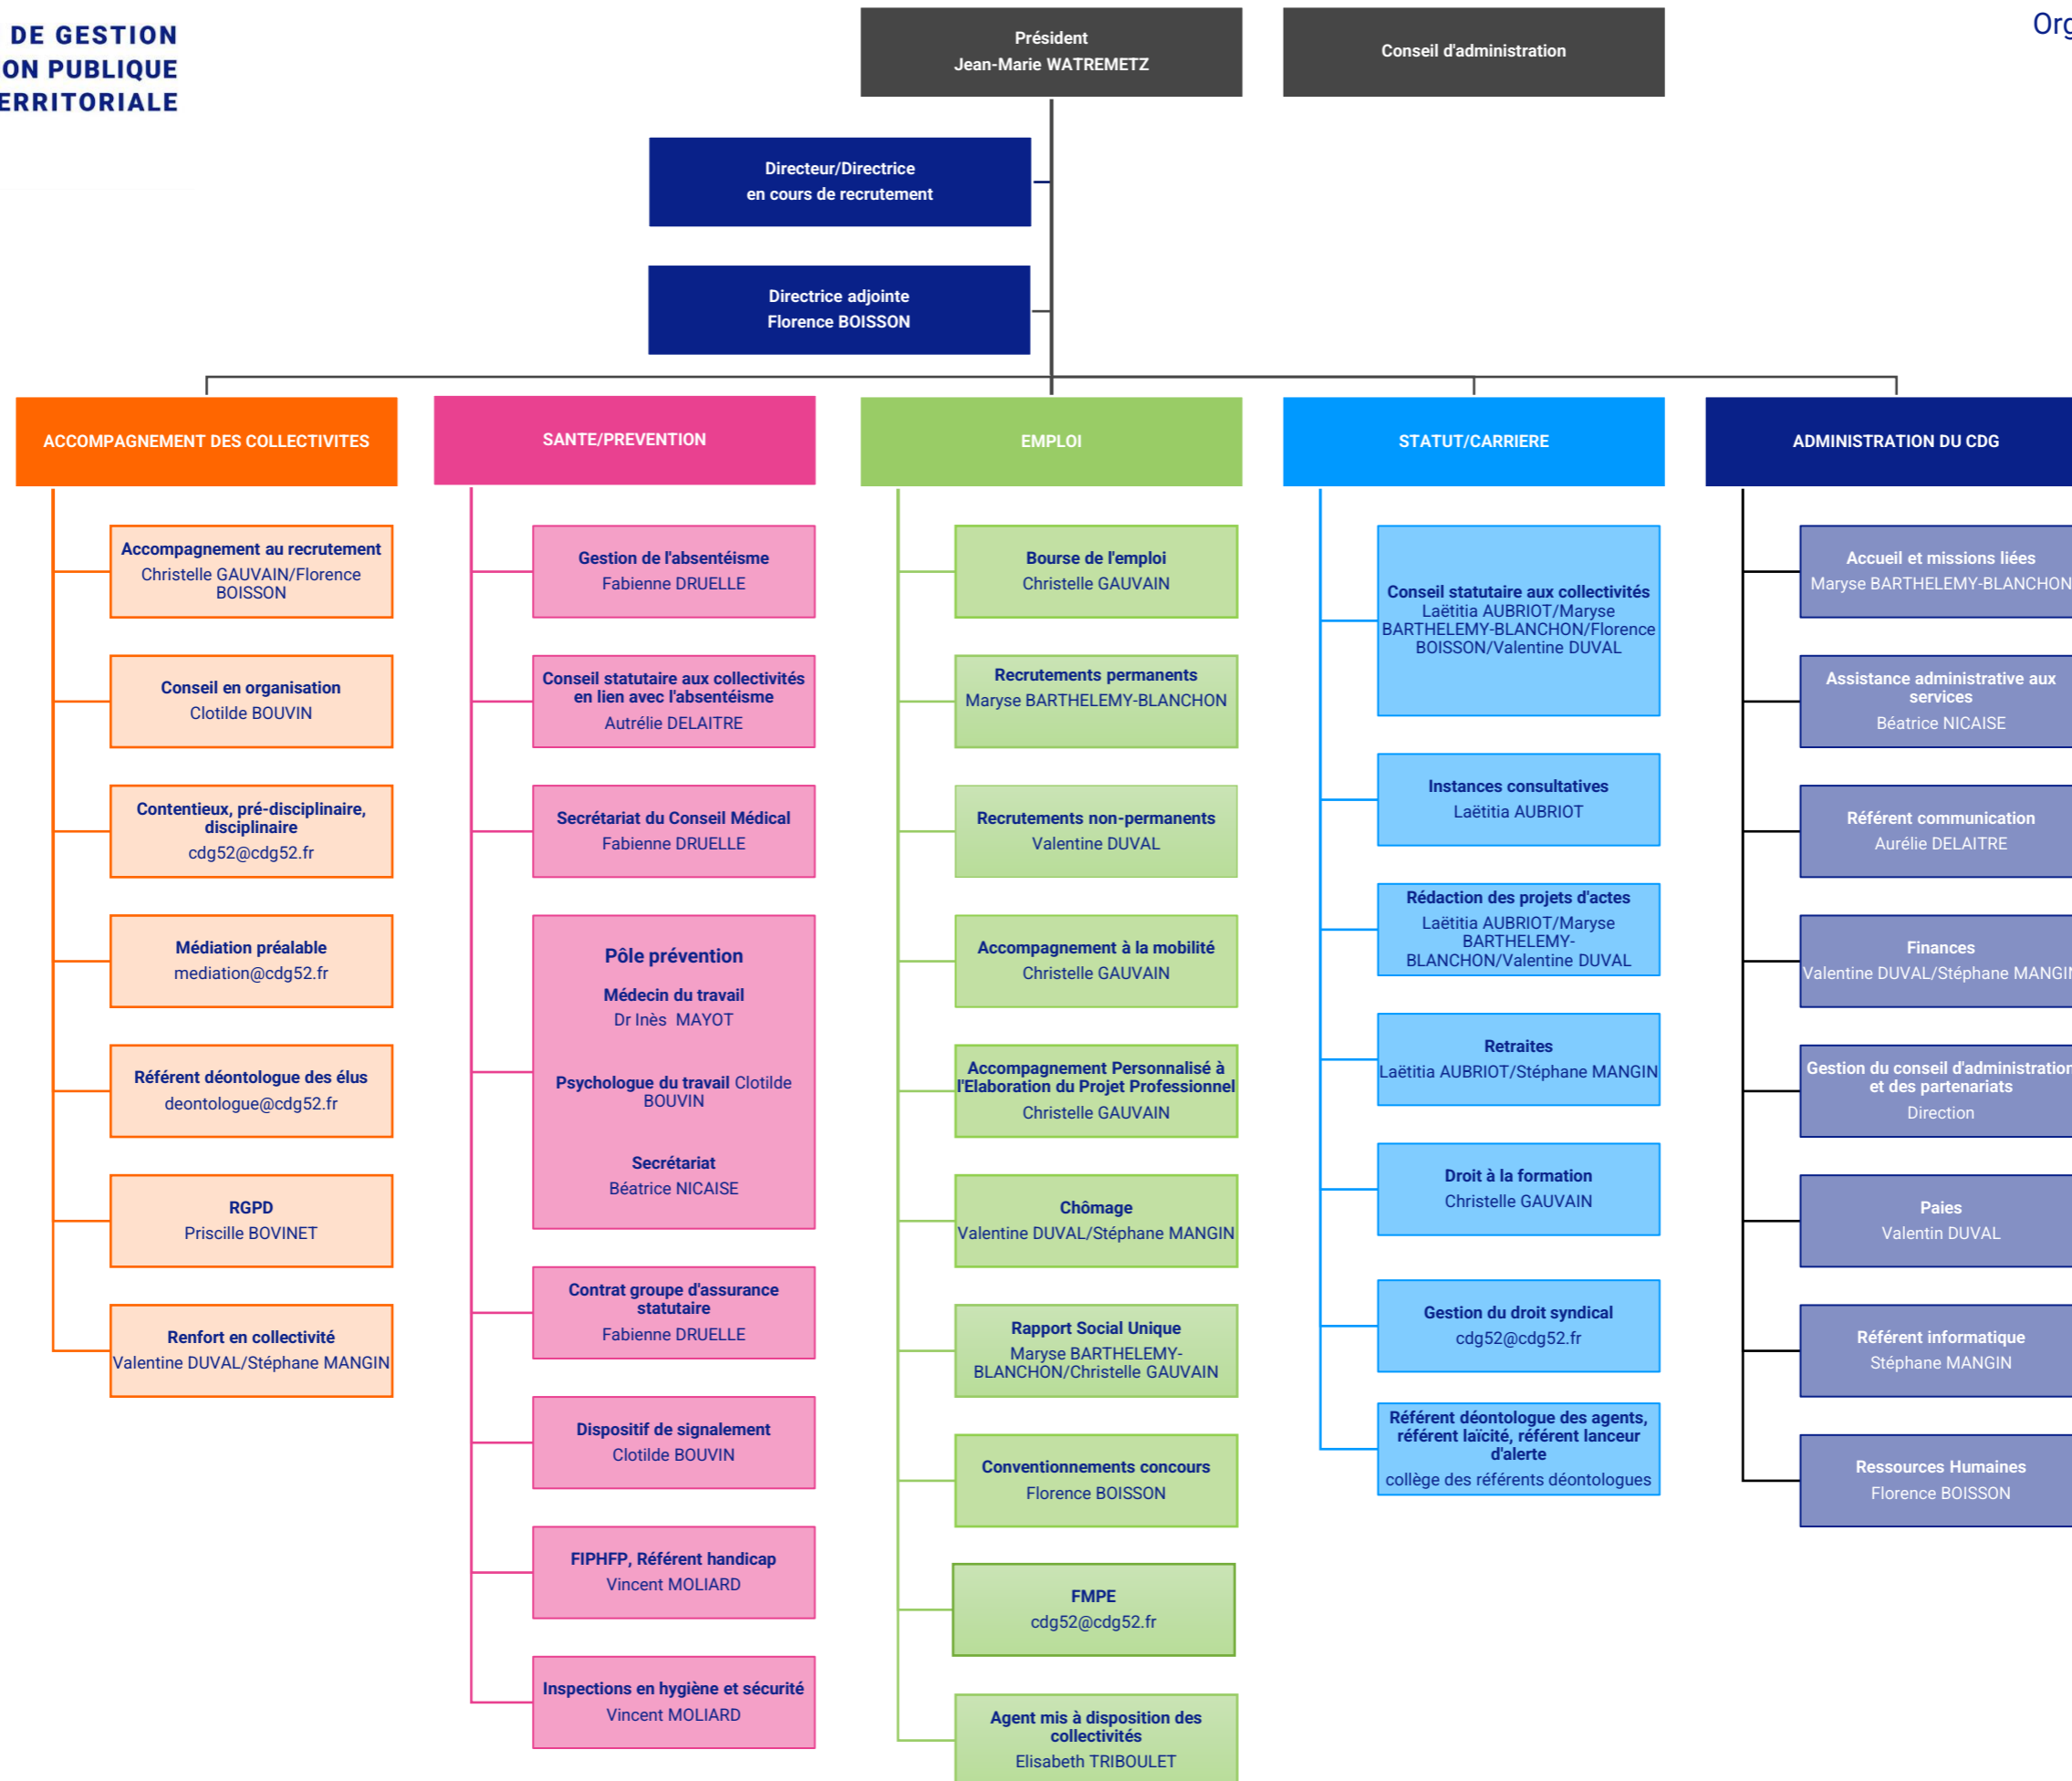 DE GESTION
ON PUBLIQUE
ERRITORIALE
Président
Jean-Marie WATREMETZ
Conseil d'administration
Org
Directeur/Directrice
en cours de recrutement
Directrice adjointe
Florence BOISSON
ACCOMPAGNEMENT DES COLLECTIVITES
Accompagnement au recrutement
Christelle GAUVAIN/Florence
BOISSON
Conseil en organisation
Clotilde BOUVIN
Contentieux, pré-disciplinaire,
disciplinaire
cdg52@cdg52.fr
Médiation préalable
mediation@cdg52.fr
Référent déontologue des élus
deontologue@cdg52.fr
RGPD
Priscille BOVINET
Renfort en collectivité
Valentine DUVAL/Stéphane MANGIN
SANTE/PREVENTION
Gestion de l'absentéisme
Fabienne DRUELLE
Conseil statutaire aux collectivités
en lien avec l'absentéisme
Autrélie DELAITRE
Secrétariat du Conseil Médical
Fabienne DRUELLE
Pôle prévention
Médecin du travail
Dr Inès  MAYOT
Psychologue du travail Clotilde
BOUVIN
Secrétariat
Béatrice NICAISE
Contrat groupe d'assurance
statutaire
Fabienne DRUELLE
Dispositif de signalement
Clotilde BOUVIN
FIPHFP, Référent handicap
Vincent MOLIARD
Inspections en hygiène et sécurité
Vincent MOLIARD
EMPLOI
Bourse de l'emploi
Christelle GAUVAIN
Recrutements permanents
Maryse BARTHELEMY-BLANCHON
Recrutements non-permanents
Valentine DUVAL
Accompagnement à la mobilité
Christelle GAUVAIN
Accompagnement Personnalisé à
l'Elaboration du Projet Professionnel
Christelle GAUVAIN
Chômage
Valentine DUVAL/Stéphane MANGIN
Rapport Social Unique
Maryse BARTHELEMY-
BLANCHON/Christelle GAUVAIN
Conventionnements concours
Florence BOISSON
FMPE
cdg52@cdg52.fr
Agent mis à disposition des
collectivités
Elisabeth TRIBOULET
STATUT/CARRIERE
Conseil statutaire aux collectivités
Laëtitia AUBRIOT/Maryse
BARTHELEMY-BLANCHON/Florence
BOISSON/Valentine DUVAL
Instances consultatives
Laëtitia AUBRIOT
Rédaction des projets d'actes
Laëtitia AUBRIOT/Maryse
BARTHELEMY-
BLANCHON/Valentine DUVAL
Retraites
Laëtitia AUBRIOT/Stéphane MANGIN
Droit à la formation
Christelle GAUVAIN
Gestion du droit syndical
cdg52@cdg52.fr
Référent déontologue des agents,
référent laïcité, référent lanceur
d'alerte
collège des référents déontologues
ADMINISTRATION DU CDG
Accueil et missions liées
Maryse BARTHELEMY-BLANCHON
Assistance administrative aux
services
Béatrice NICAISE
Référent communication
Aurélie DELAITRE
Finances
Valentine DUVAL/Stéphane MANGIN
Gestion du conseil d'administration
et des partenariats
Direction
Paies
Valentin DUVAL
Référent informatique
Stéphane MANGIN
Ressources Humaines
Florence BOISSON